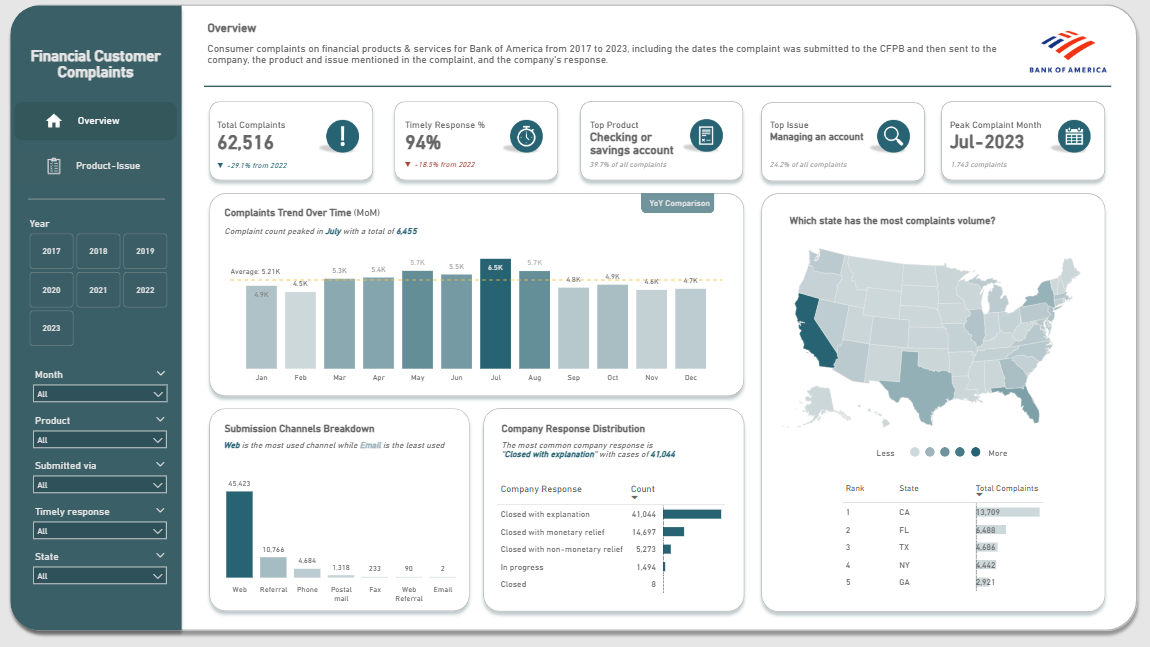 Financial Customer
Complaints
Overview
Product-Issue
Year
2017 2018 2019
2020 2021 2022
2023
Month
All
Product
All
Submitted via
All
Timely response
All
State
All
Overview
Consumer complaints on financial products & services for Bank of America from 2017 to 2023, including the dates the complaint was submitted to the CFPB and then sent to the
company, the product and issue mentioned in the complaint, and the company's response.
BANK OF AMERICA
Total Complaints
62,516
▼ -29.1% from 2022
Timely Response %
94%
▼ -18.5% from 2022
Top Product
Checking or
savings account
39.7% of all complaints
Top Issue
Managing an account
24.2% of all complaints
Peak Complaint Month
Jul-2023
1,743 complaints
YoY Comparison
Complaints Trend Over Time (MoM)
Complaint count peaked in July with a total of 6,455
Average: 5.21K
4.9K 4.5K 5.3K 5.4K 5.7K 5.5K 6.5K 5.7K 4.8K 4.9K 4.6K 4.7K
Jan Feb Mar Apr May Jun Jul Aug Sep Oct Nov Dec
Submission Channels Breakdown
Web is the most used channel while Email is the least used
45,423 10,766 4,684 1,318 233 90 2
Web Referral Phone Postal mail Fax Web Referral Email
Company Response Distribution
The most common company response is
"Closed with explanation" with cases of 41,044
Company Response Count
Closed with explanation 41,044
Closed with monetary relief 14,697
Closed with non-monetary relief 5,273
In progress 1,494
Closed 8
Which state has the most complaints volume?
Less More
Rank State Total Complaints
1 CA 13,709
2 FL 6,488
3 TX 4,686
4 NY 4,442
5 GA 2,921